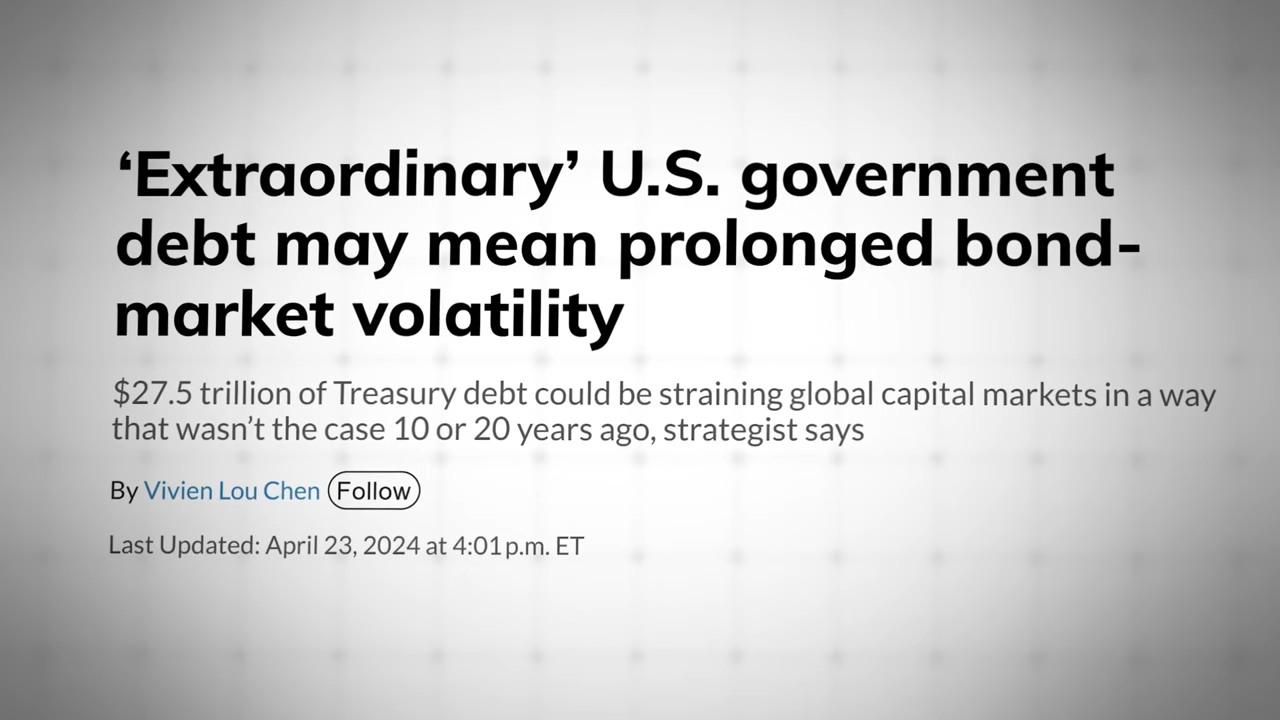 ‘Extraordinary’ U.S. government
debt may mean prolonged bond-
market volatility
$27.5 trillion of Treasury debt could be straining global capital markets in a way
that wasn’t the case 10 or 20 years ago, strategist says
By Vivien Lou Chen Follow
Last Updated: April 23, 2024 at 4:01 p.m. ET